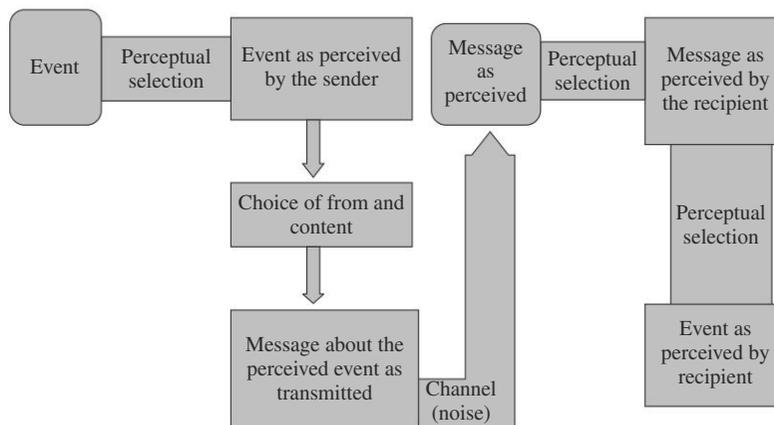 Event
Perceptual
selection
Event as perceived
by the sender
Choice of from and
content
Message about the
perceived event as
transmitted
Channel
(noise)
Message
as
perceived
Perceptual
selection
Message as
perceived by
the recipient
Perceptual
selection
Event as
perceived by
recipient